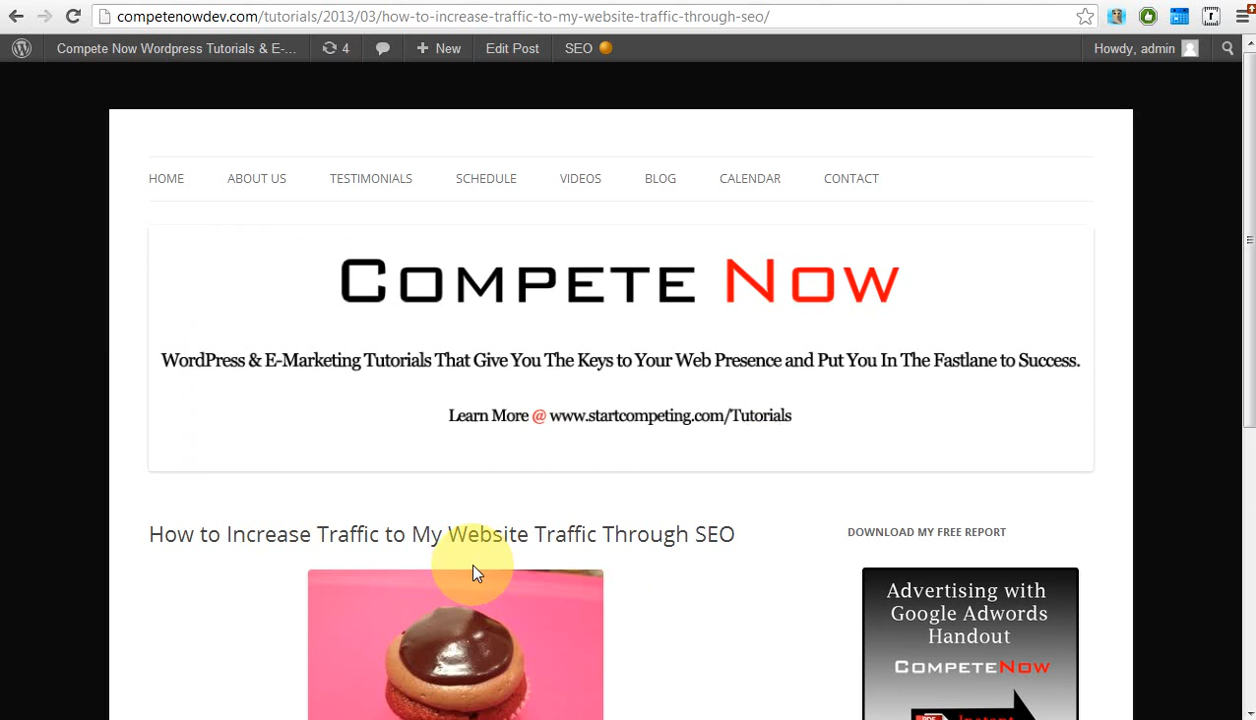 competenowdev.com/tutorials/2013/03/how-to-increase-traffic-to-my-website-traffic-through-seo/
Compete Now Wordpress Tutorials & E-...
4
New
Edit Post
SEO
Howdy, admin
HOME
ABOUT US
TESTIMONIALS
SCHEDULE
VIDEOS
BLOG
CALENDAR
CONTACT
COMPETE NOW
WordPress & E-Marketing Tutorials That Give You The Keys to Your Web Presence and Put You In The Fastlane to Success.
Learn More @ www.startcompeting.com/Tutorials
How to Increase Traffic to My Website Traffic Through SEO
DOWNLOAD MY FREE REPORT
Advertising with
Google Adwords
Handout
COMPETENOW
PDF
Instant